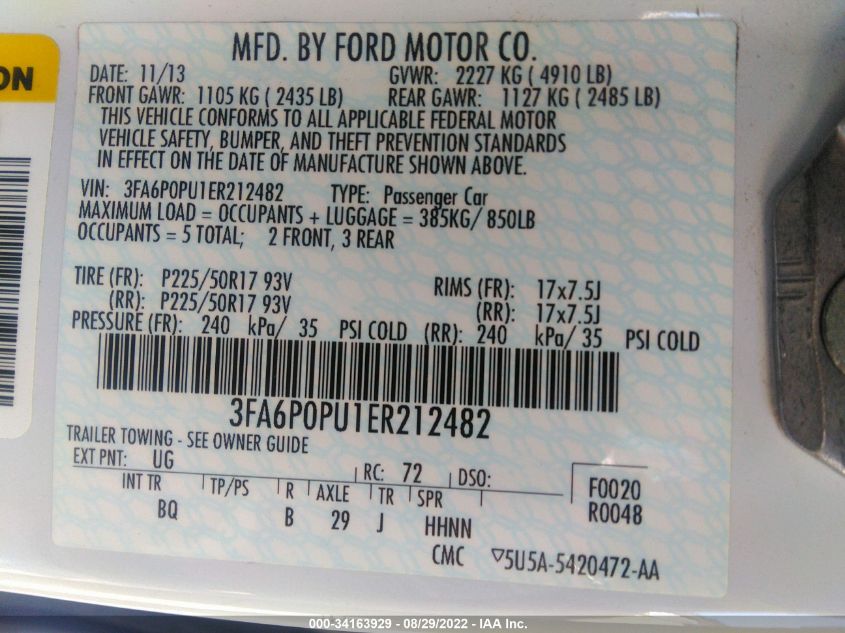 ON
MFD. BY FORD MOTOR CO.
DATE: 11/13 GVWR: 2227 KG ( 4910 LB)
FRONT GAWR: 1105 KG ( 2435 LB) REAR GAWR: 1127 KG ( 2485 LB)
THIS VEHICLE CONFORMS TO ALL APPLICABLE FEDERAL MOTOR
VEHICLE SAFETY, BUMPER, AND THEFT PREVENTION STANDARDS
IN EFFECT ON THE DATE OF MANUFACTURE SHOWN ABOVE.
VIN: 3FA6P0PU1ER212482 TYPE: Passenger Car
MAXIMUM LOAD = OCCUPANTS + LUGGAGE = 385KG/ 850LB
OCCUPANTS = 5 TOTAL; 2 FRONT, 3 REAR
TIRE (FR): P225/50R17 93V RIMS (FR): 17x7.5J
(RR): P225/50R17 93V (RR): 17x7.5J
PRESSURE (FR): 240 kPa/ 35 PSI COLD (RR): 240 kPa/ 35 PSI COLD
3FA6P0PU1ER212482
TRAILER TOWING - SEE OWNER GUIDE
EXT PNT: UG RC: 72 DSO:
INT TR TP/PS R AXLE TR SPR F0020
BQ B 29 J HHNN R0048
CMC ▽5U5A-5420472-AA
000-34163929 - 08/29/2022 - IAA Inc.